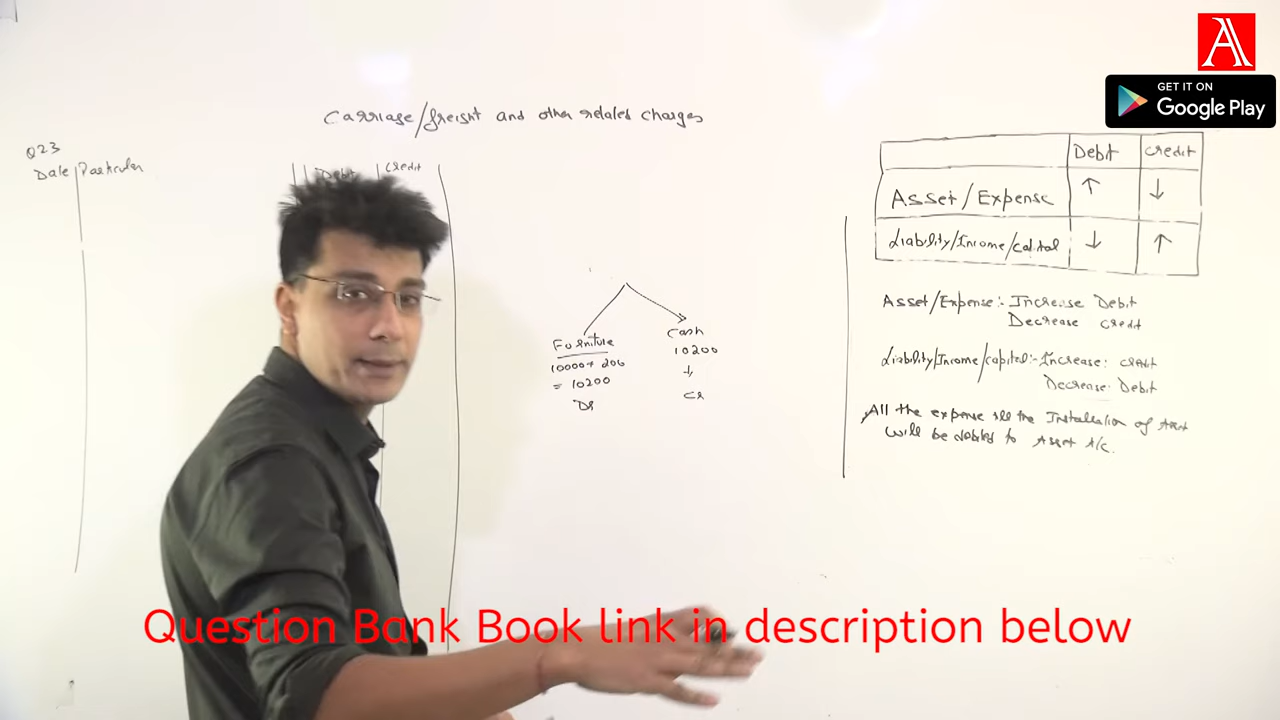 GET IT ON
Google Play
Carriage/freight and other related charges
Q23
Date Particular
Debit
Credit
Debit
Credit
Asset/Expense
↑
↓
Liability/Income/capital
↓
↑
Furniture
10000+ 200
= 10200
Dr
Cash
10200
↓
Cr
Asset/Expense:- Increase Debit
Decrease credit
Liability/Income/capital:- Increase: credit
Decrease: Debit
All the expense till the Installation of Asset
will be debited to Asset A/c.
Question Bank Book link in description below